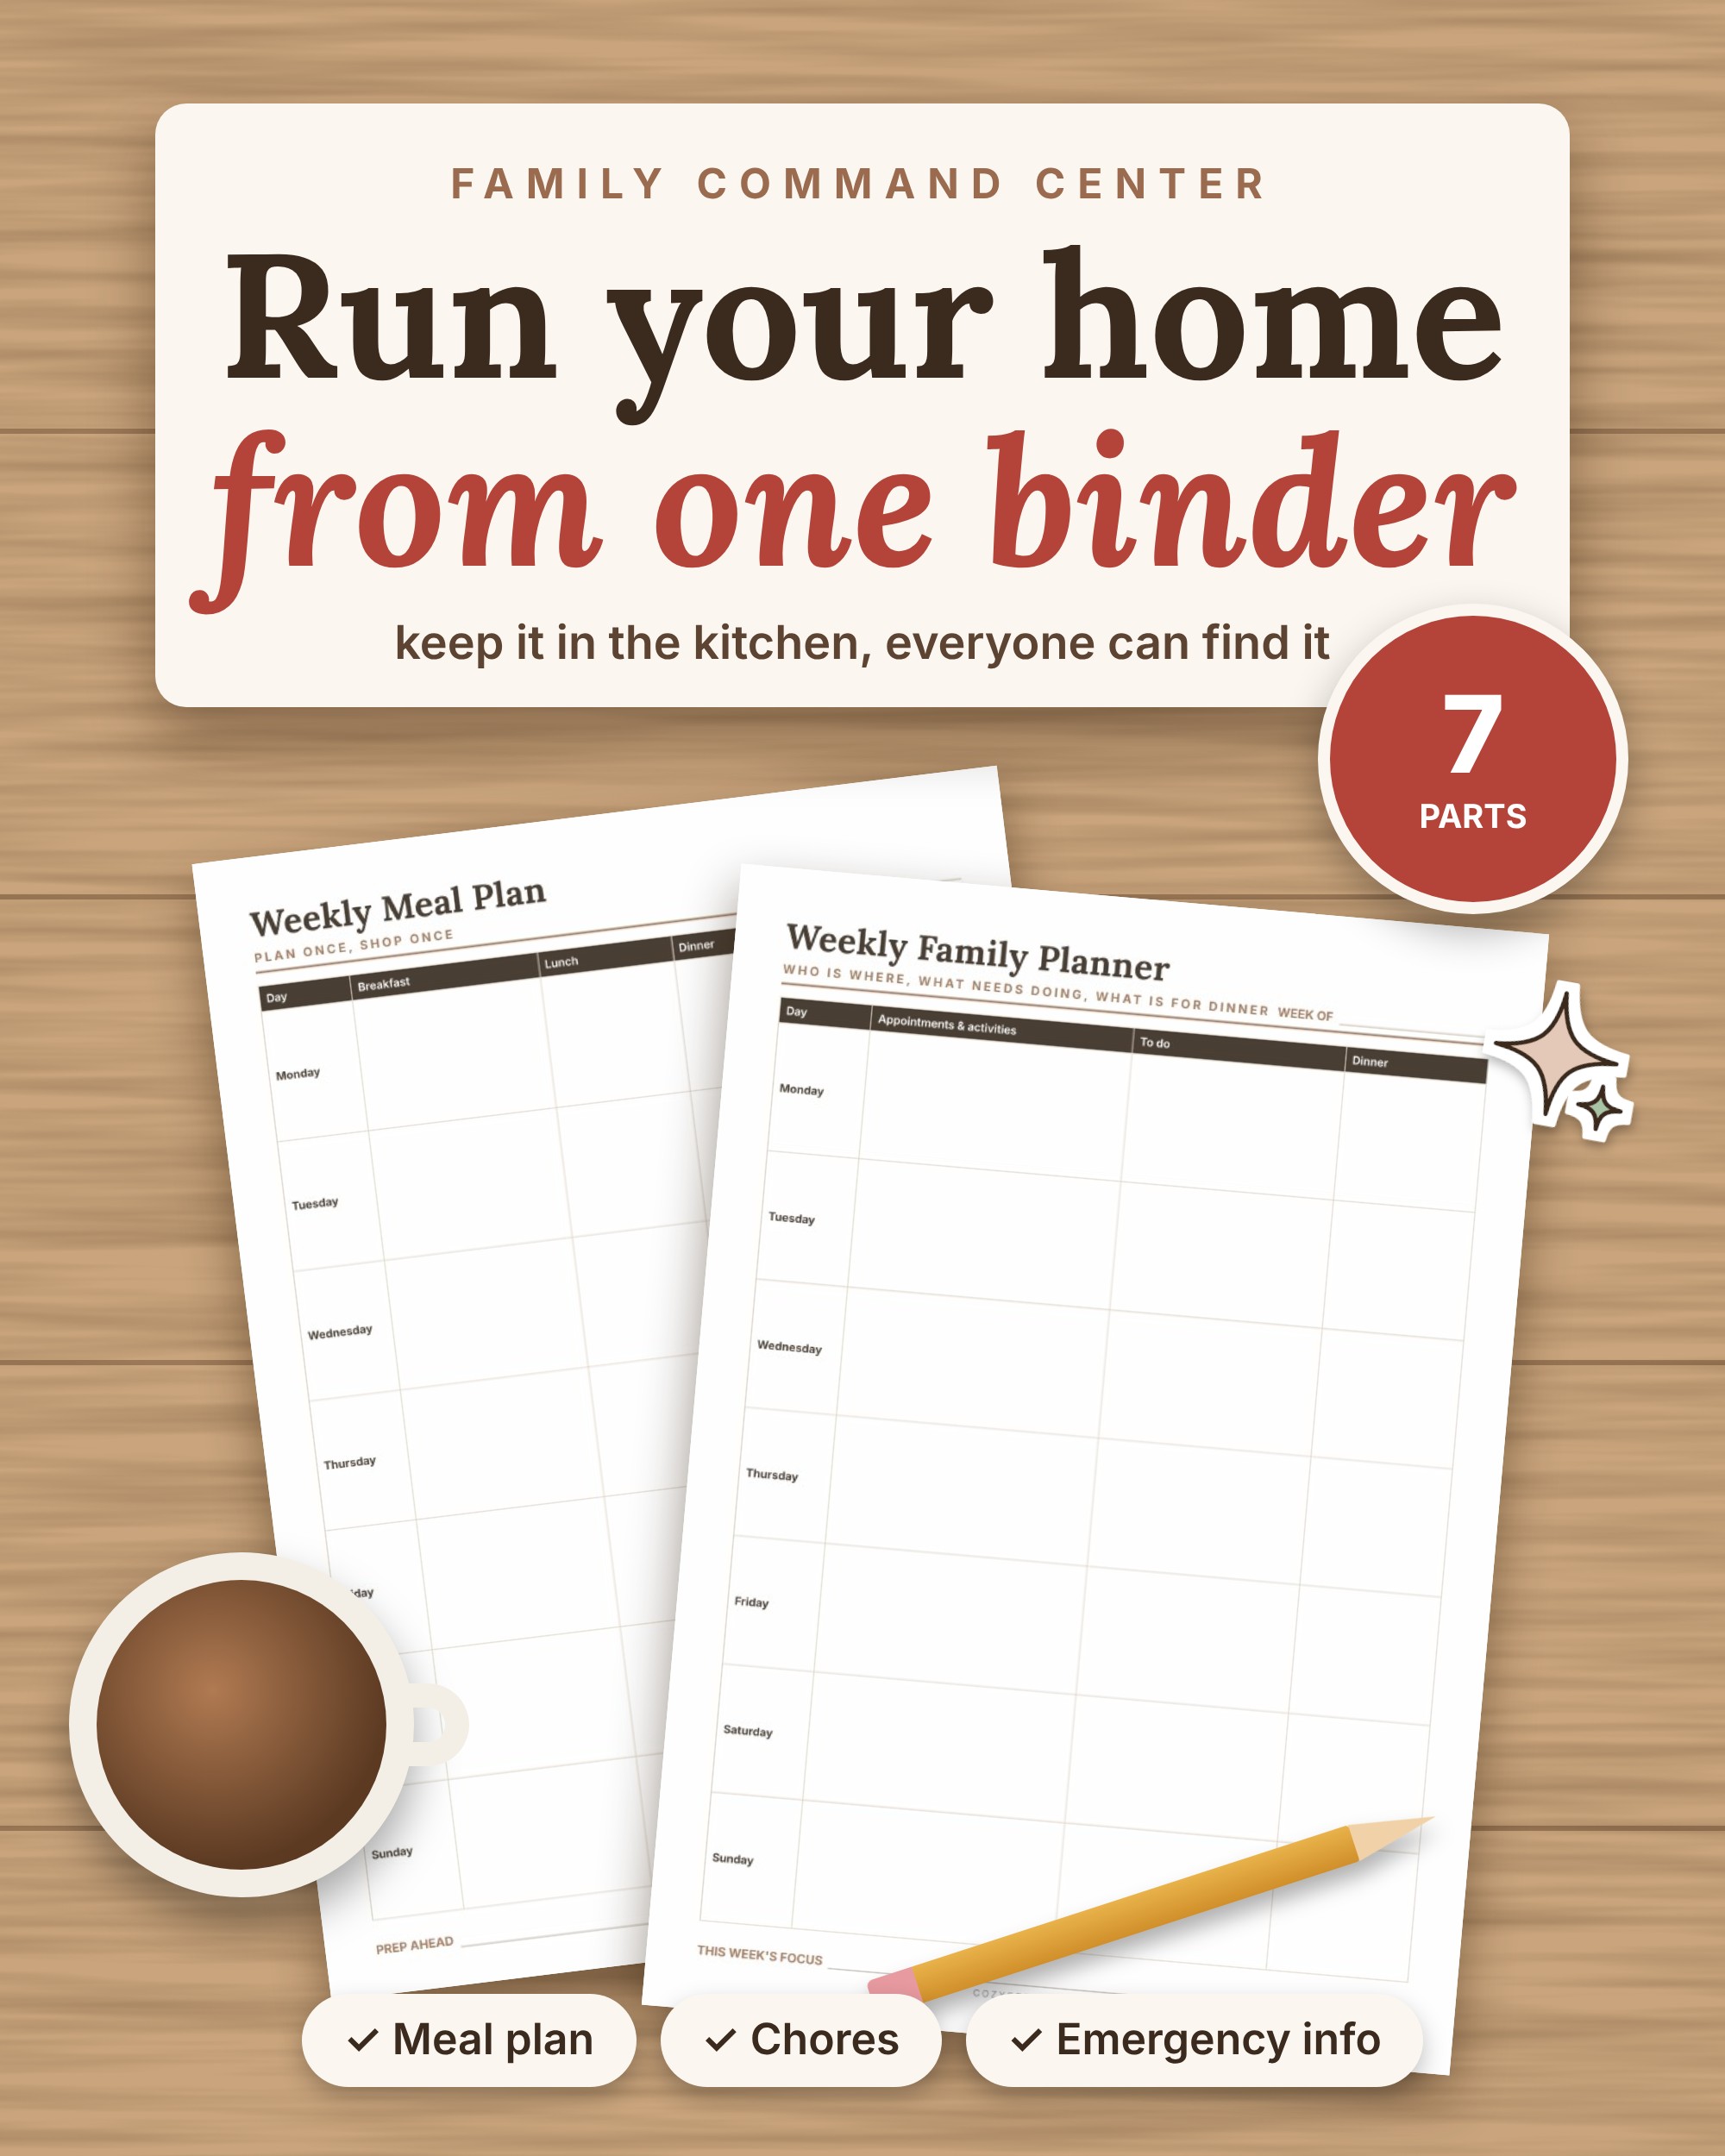 FAMILY COMMAND CENTER
Run your home
from one binder
keep it in the kitchen, everyone can find it
7
PARTS
Weekly Meal Plan
PLAN ONCE, SHOP ONCE
Day Breakfast Lunch Dinner
Monday
Tuesday
Wednesday
Thursday
Sunday
PREP AHEAD
Weekly Family Planner
WHO IS WHERE, WHAT NEEDS DOING, WHAT IS FOR DINNER WEEK OF
Day Appointments & activities To do Dinner
Monday
Tuesday
Wednesday
Thursday
Friday
Saturday
Sunday
THIS WEEK'S FOCUS
✓ Meal plan
✓ Chores
✓ Emergency info